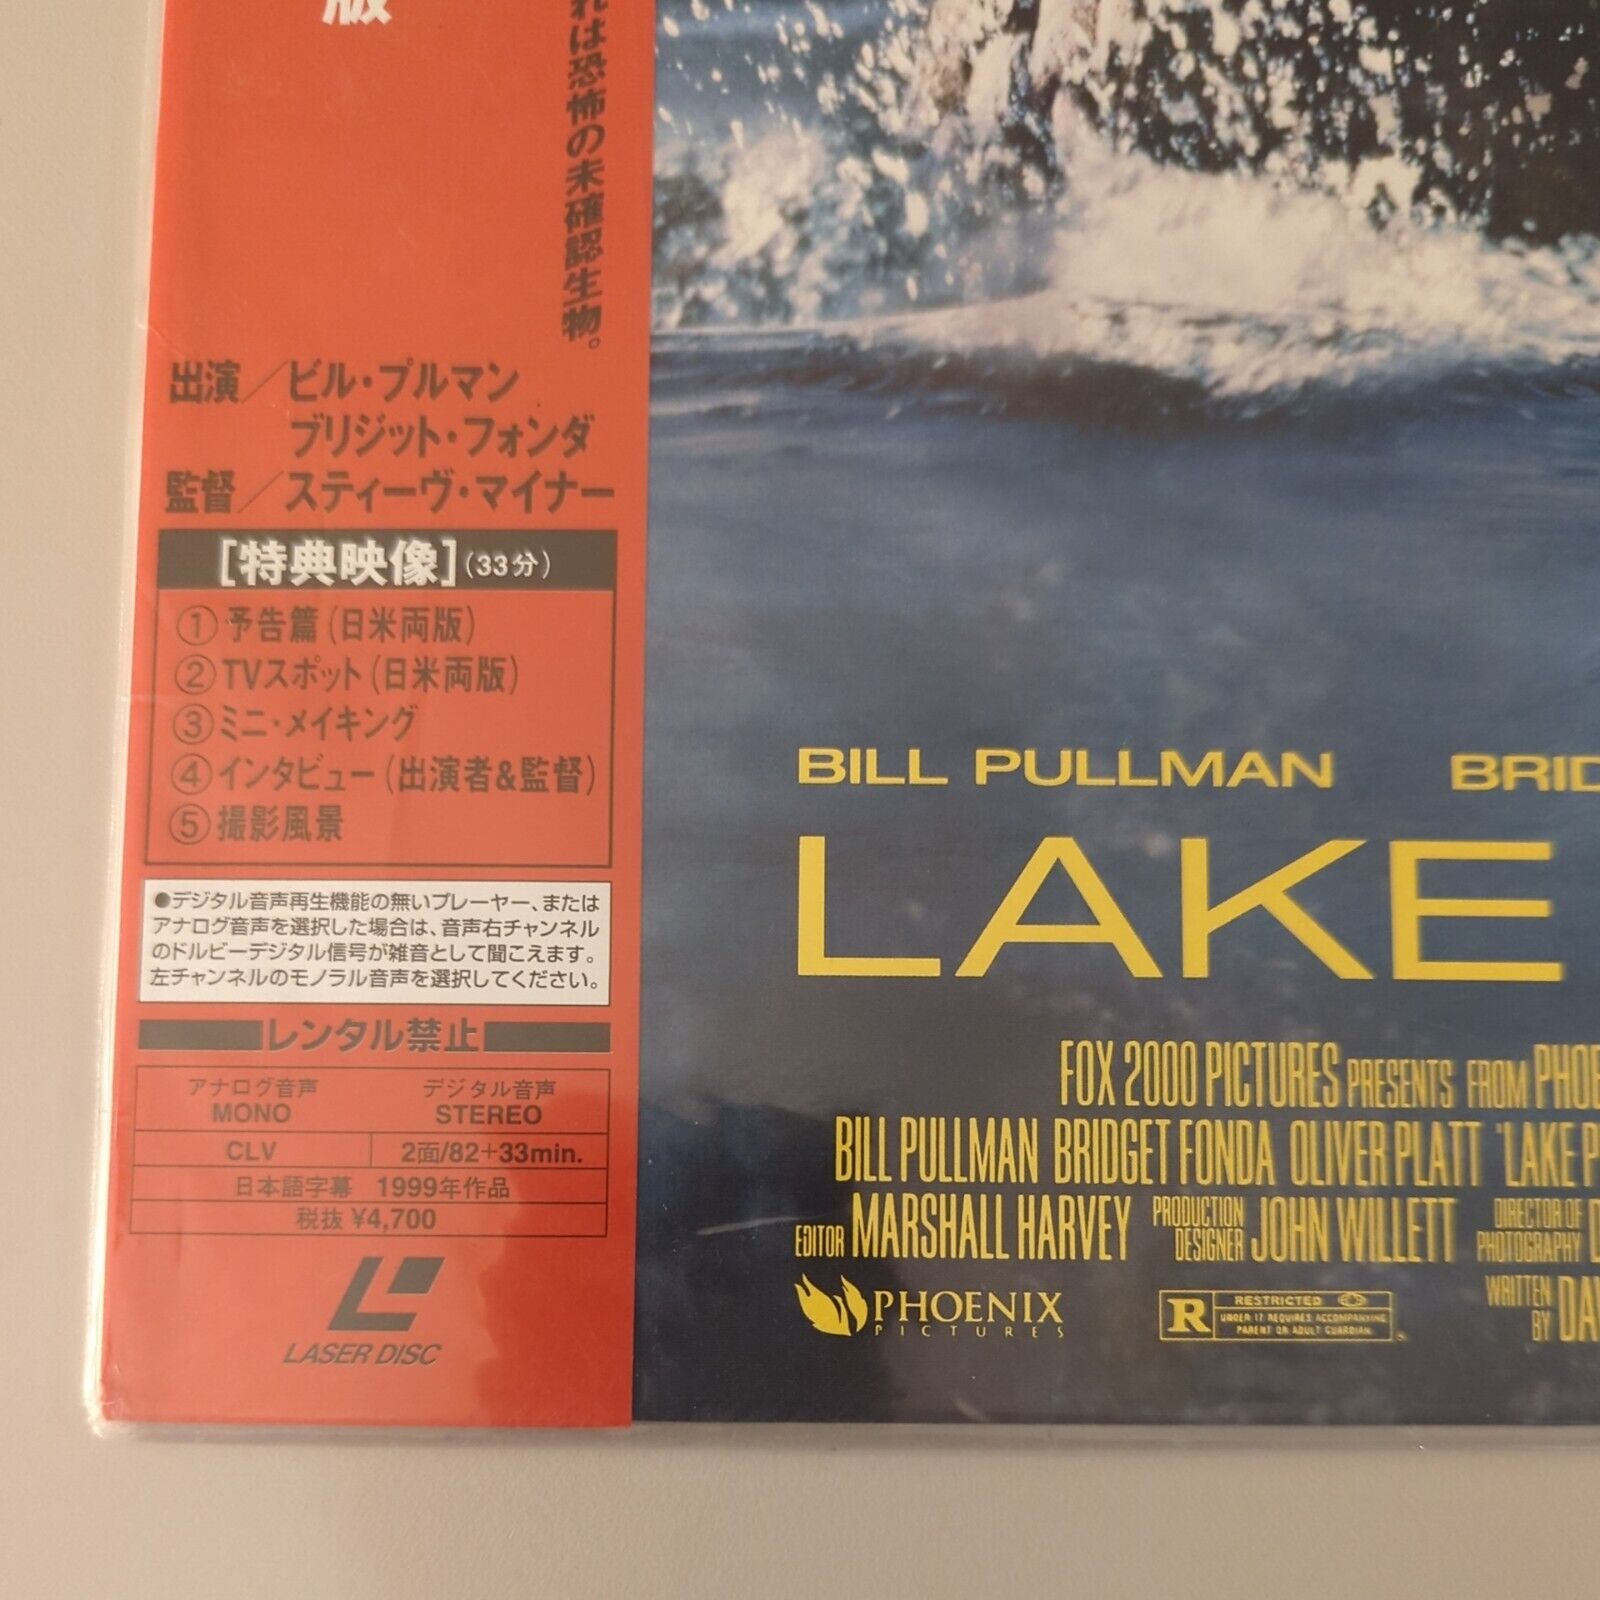 版
れは恐怖の未確認生物。
出演／ビル・プルマン
ブリジット・フォンダ
監督／スティーヴ・マイナー
[特典映像](33分)
①予告篇(日米両版)
②TVスポット(日米両版)
③ミニ・メイキング
④インタビュー(出演者&監督)
⑤撮影風景
●デジタル音声再生機能の無いプレーヤー、または
アナログ音声を選択した場合は、音声右チャンネル
のドルビーデジタル信号が雑音として聞こえます。
左チャンネルのモノラル音声を選択してください。
レンタル禁止
アナログ音声 デジタル音声
MONO STEREO
CLV 2面/82+33min.
日本語字幕 1999年作品
税抜 ¥4,700
LASER DISC
BILL PULLMAN BRID
LAKE
FOX 2000 PICTURES PRESENTS FROM PHOE
BILL PULLMAN BRIDGET FONDA OLIVER PLATT 'LAKE P
EDITOR MARSHALL HARVEY PRODUCTION DESIGNER JOHN WILLETT DIRECTOR OF PHOTOGRAPHY D
WRITTEN BY DAV
PHOENIX
PICTURES
R RESTRICTED
UNDER 17 REQUIRES ACCOMPANYING
PARENT OR ADULT GUARDIAN